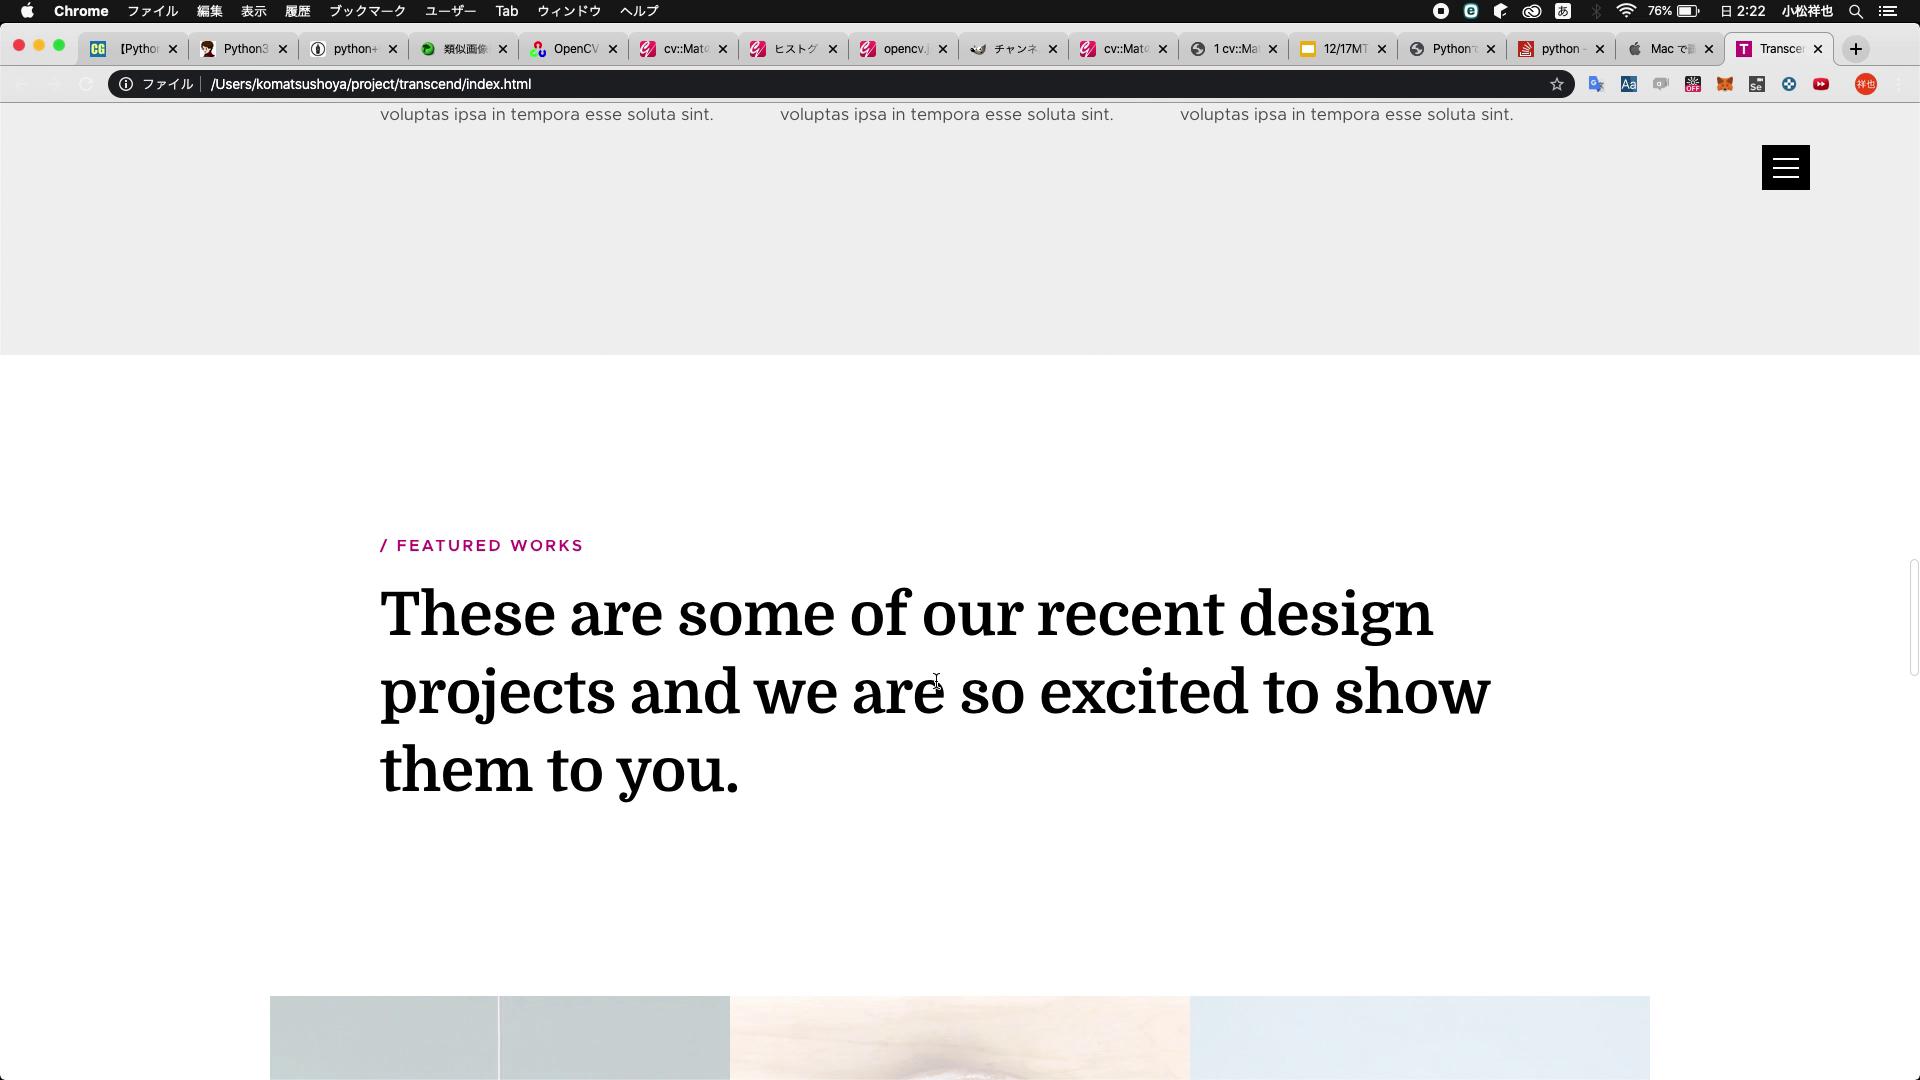 Chrome ファイル 編集 表示 履歴 ブックマーク ユーザー Tab ウィンドウ ヘルプ 76% 日 2:22 小松祥也
【Python Python3 python+ 類似画像 OpenCV cv::Mat ヒストグ opencv. チャンネ cv::Mat 1 cv::Ma 12/17MT Python python - Mac で Transce
ファイル /Users/komatsushoya/project/transcend/index.html 祥也
voluptas ipsa in tempora esse soluta sint. voluptas ipsa in tempora esse soluta sint. voluptas ipsa in tempora esse soluta sint.
/ FEATURED WORKS
These are some of our recent design
projects and we are so excited to show
them to you.